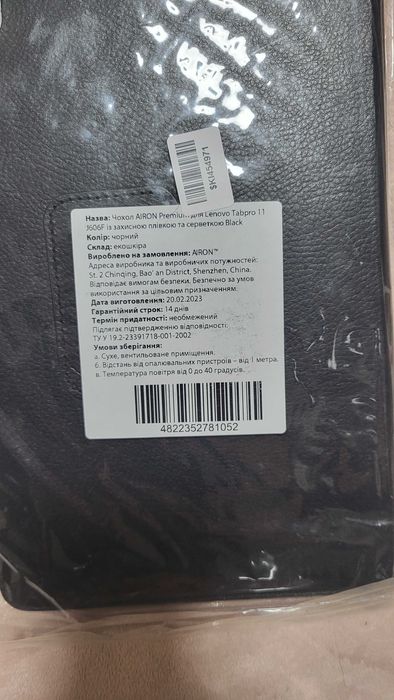 $KI454971
Назва: Чохол AIRON Premium для Lenovo Tabpro 11
J606F із захисною плівкою та серветкою Black
Колір: чорний
Склад: екошкіра
Вироблено на замовлення: AIRON™
Адреса виробника та виробничих потужностей:
St. 2 Chinqing, Bao' an District, Shenzhen, China.
Відповідає вимогам безпеки. Безпечно за умов
використання за цільовим призначенням.
Дата виготовлення: 20.02.2023
Гарантійний строк: 14 днів
Термін придатності: необмежений
Підлягає підтвердженню відповідності:
ТУ У 19.2-23391718-001-2002
Умови зберігання:
а. Сухе, вентильоване приміщення.
б. Відстань від опалювальних пристроїв – від 1 метра.
в. Температура повітря від 0 до 40 градусів.
4822352781052